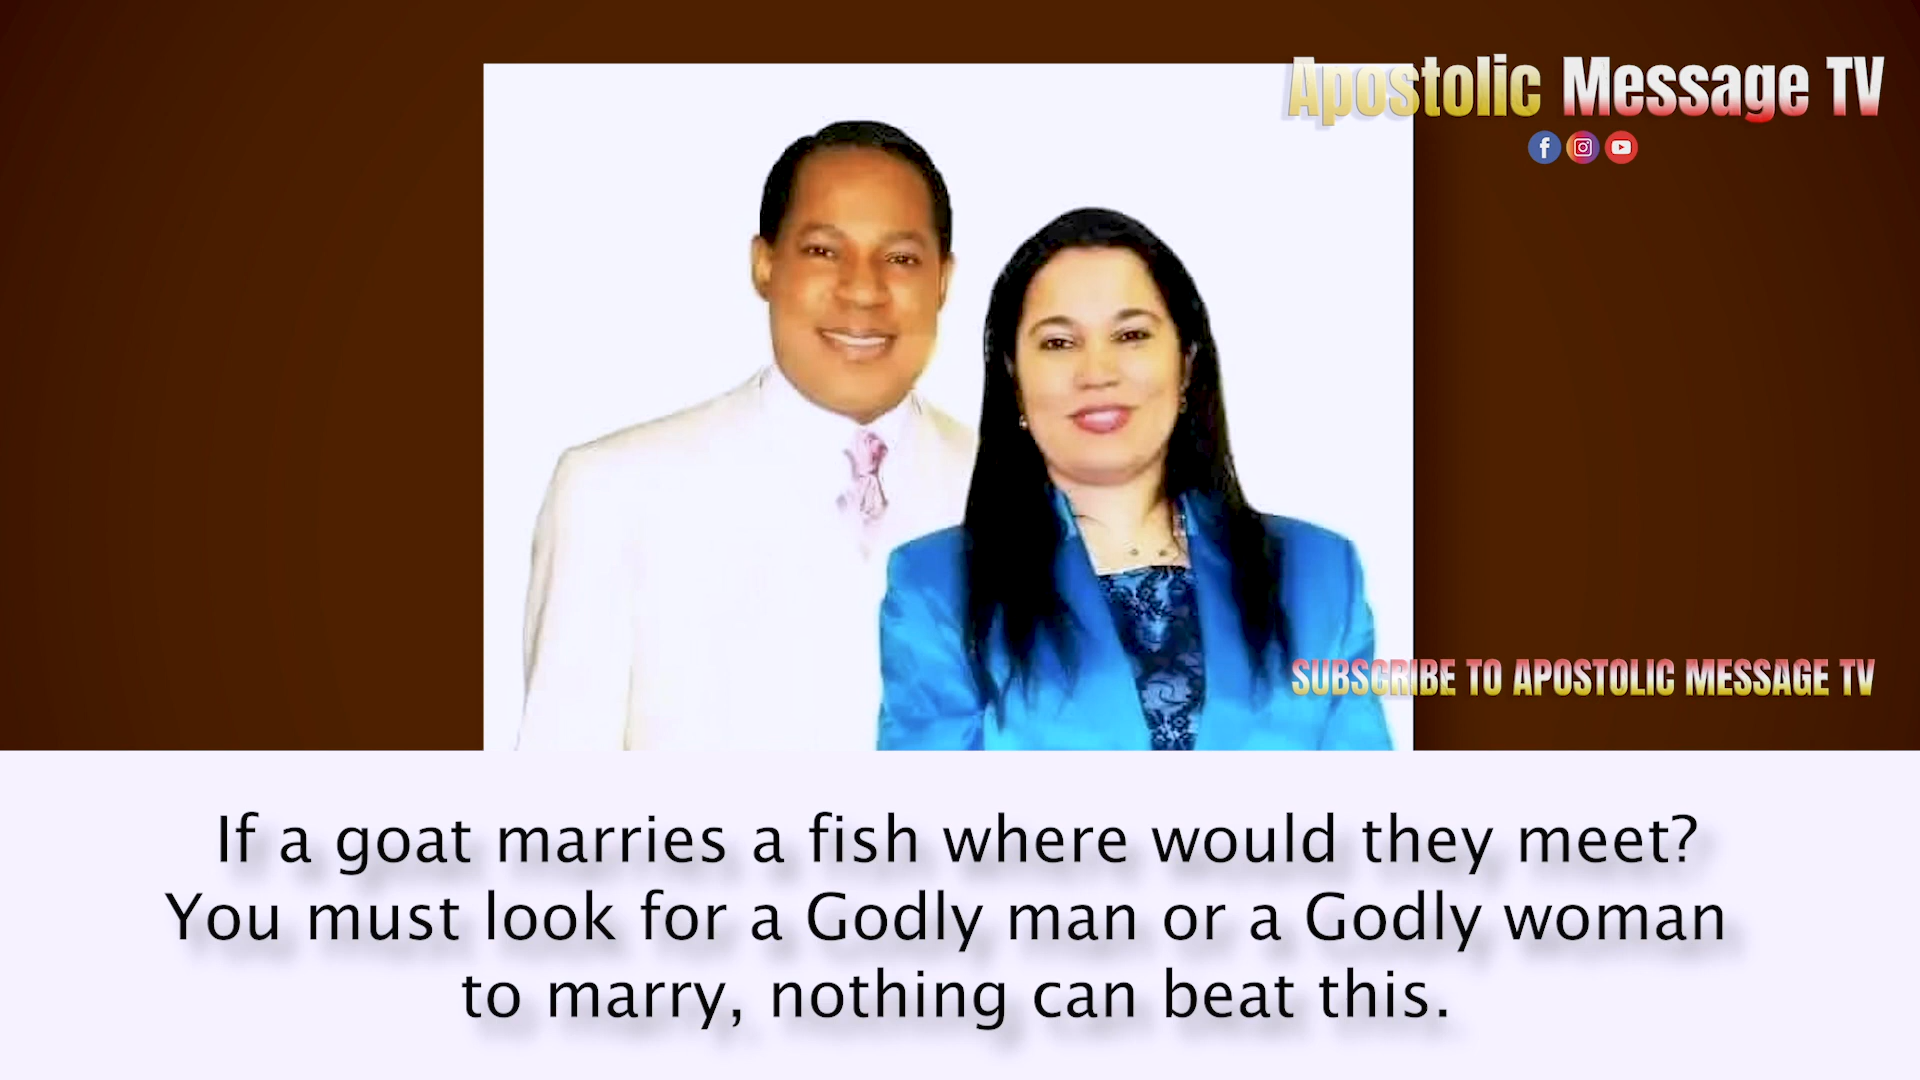 Apostolic Message TV
SUBSCRIBE TO APOSTOLIC MESSAGE TV
If a goat marries a fish where would they meet?
You must look for a Godly man or a Godly woman
to marry, nothing can beat this.